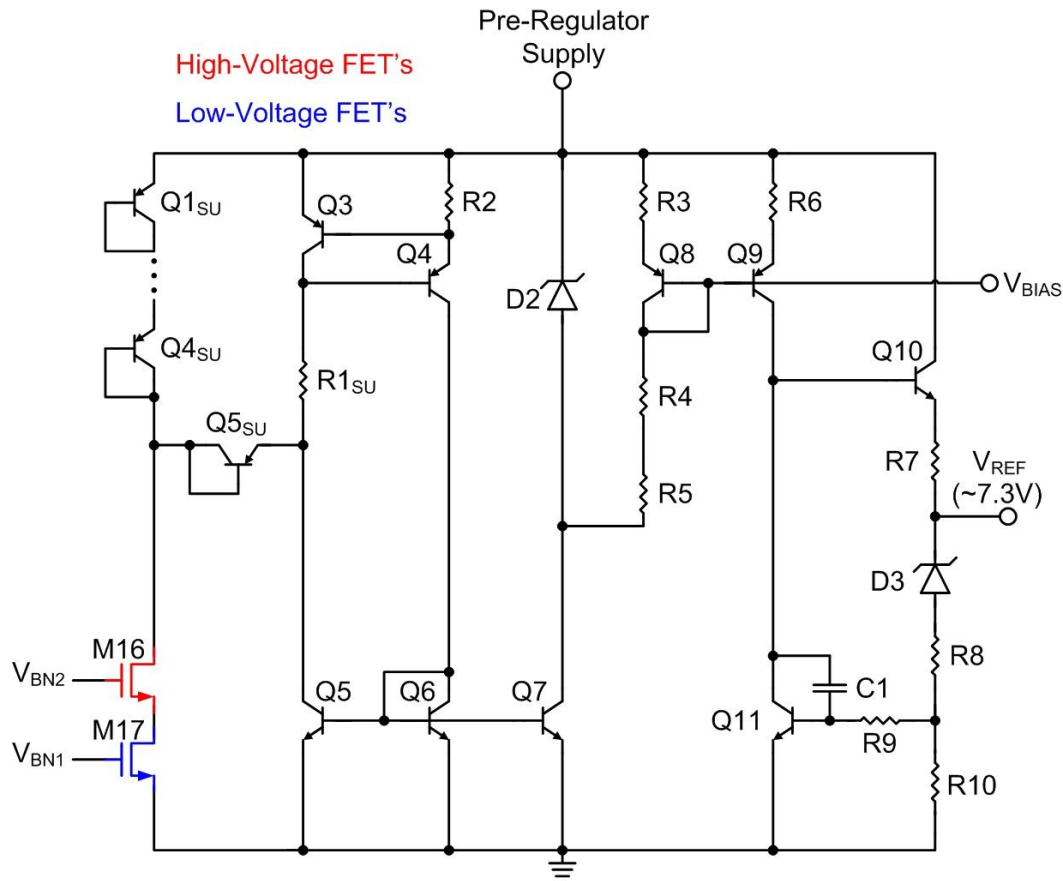 Pre-Regulator
Supply
High-Voltage FET's
Low-Voltage FET's
Q1SU
Q3
R2
R3
R6
Q4
Q8
Q9
D2
VBIAS
Q4SU
R1SU
Q10
R4
Q5SU
R7
VREF
(~7.3V)
R5
D3
M16
VBN2
R8
Q5
Q6
Q7
C1
M17
Q11
R9
VBN1
R10